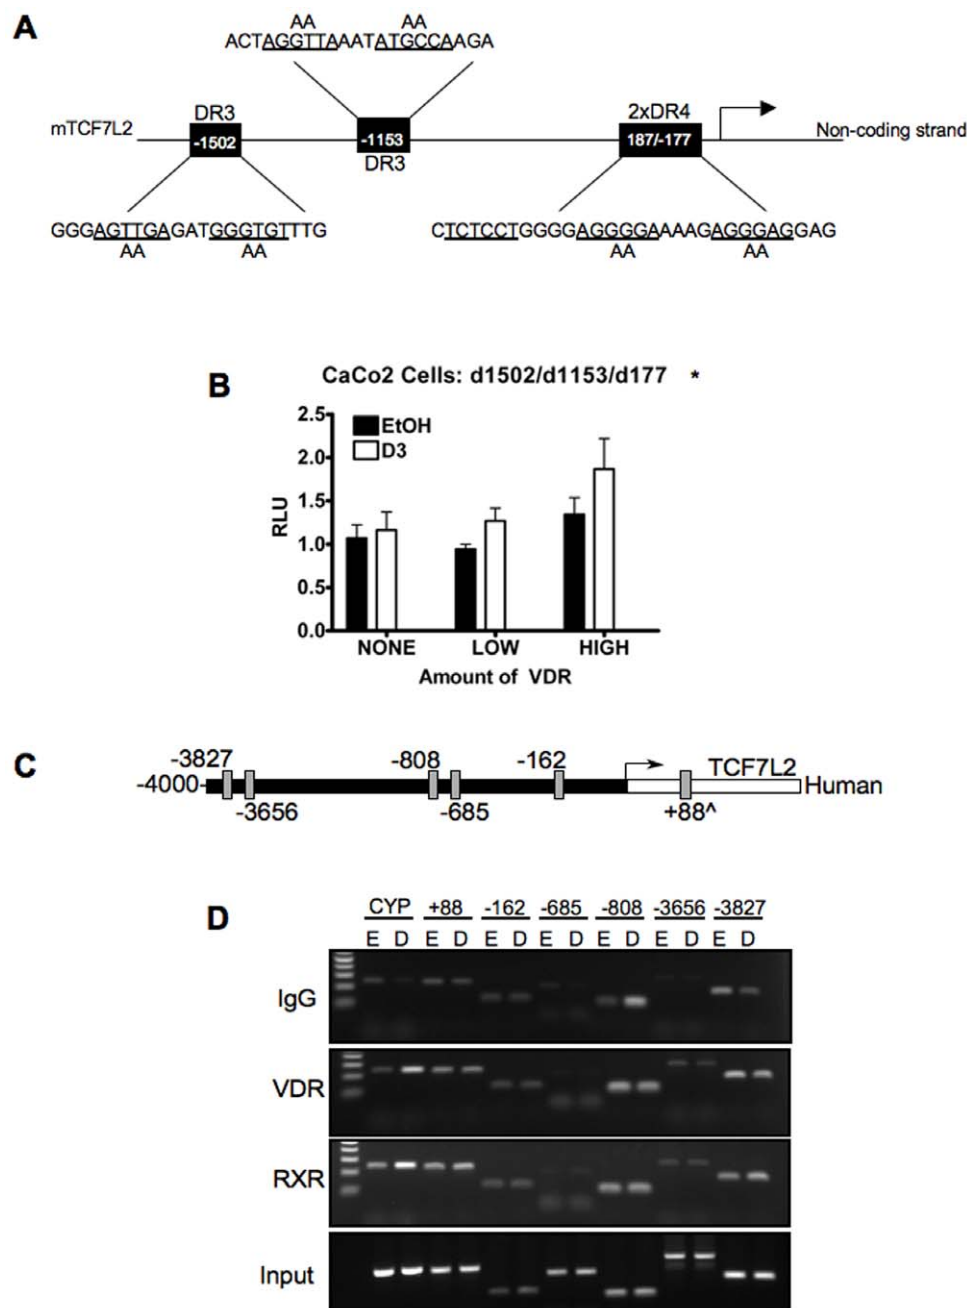 A
AA AA
ACTAGGTTAAATATGCCAAGA
DR3
2xDR4
mTCF7L2
-1502
-1153
187/-177
Non-coding strand
DR3
GGGAGTTGAGATGGGTGTTTG
CTCTCCTGGGGAGGGGAAAAGAGGGAGGAG
AA AA
AA AA
B
CaCo2 Cells: d1502/d1153/d177 *
2.5
2.0
1.5
1.0
0.5
0.0
RLU
EtOH
D3
NONE LOW HIGH
Amount of VDR
C
-3827 -808 -162
TCF7L2
-4000
Human
-3656 -685 +88^
D
CYP +88 -162 -685 -808 -3656 -3827
E D E D E D E D E D E D E D
IgG
VDR
RXR
Input